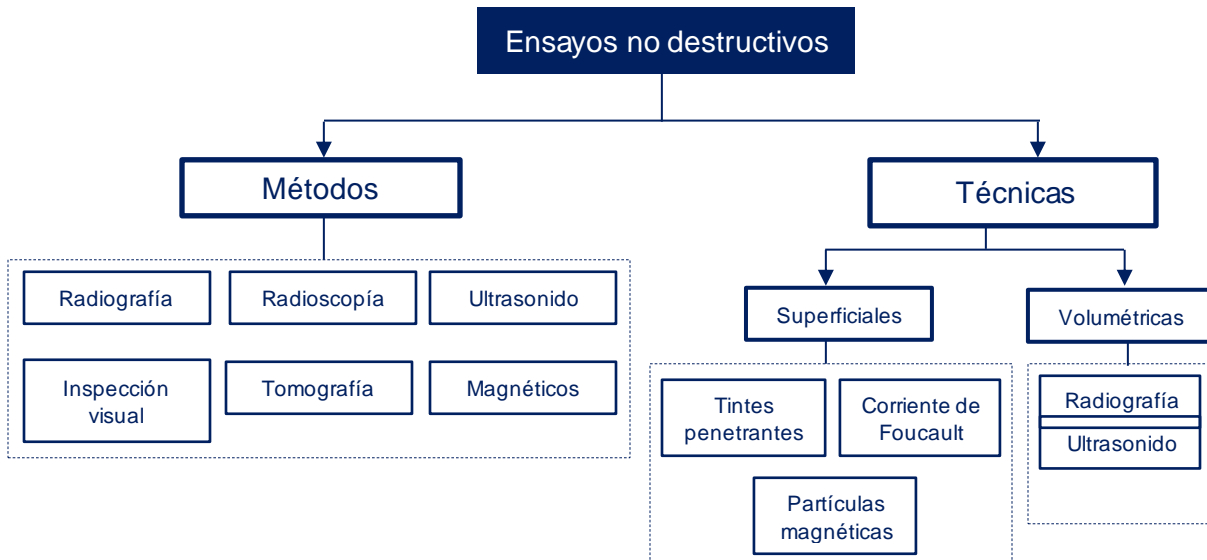 Ensayos no destructivos
Métodos
Técnicas
Radiografía
Radioscopía
Ultrasonido
Inspección
visual
Tomografía
Magnéticos
Superficiales
Volumétricas
Tintes
penetrantes
Corriente de
Foucault
Partículas
magnéticas
Radiografía
Ultrasonido